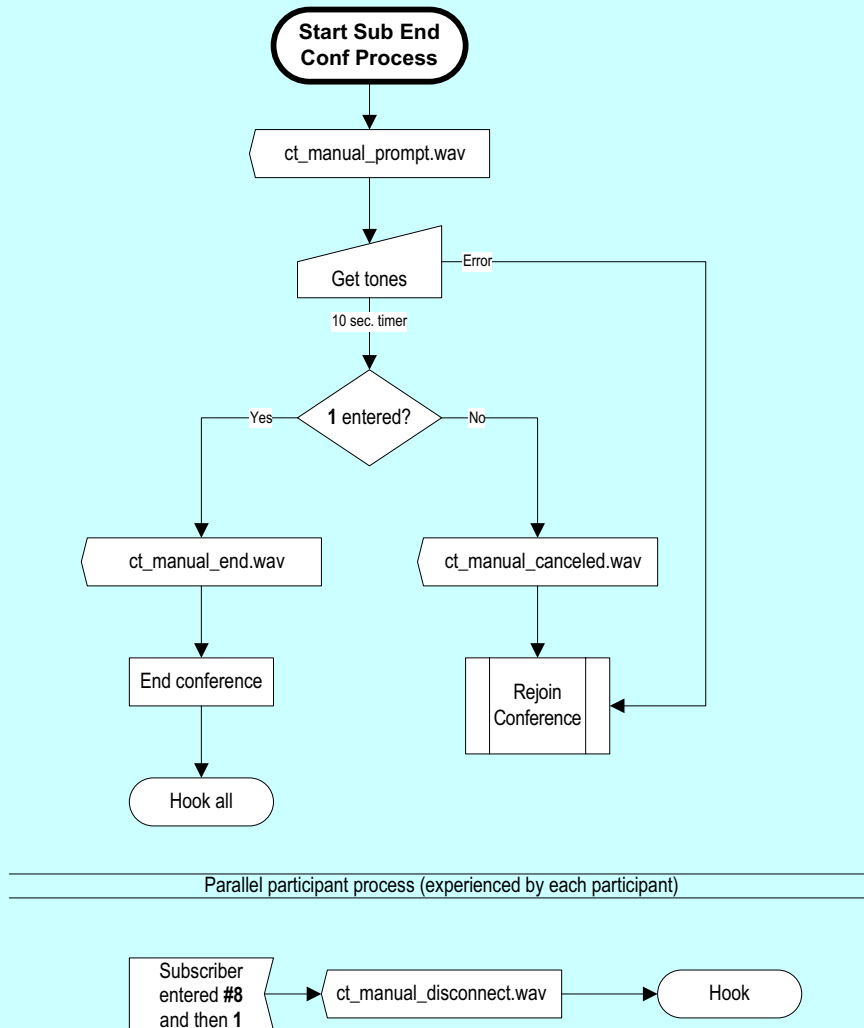 Start Sub End
Conf Process
ct_manual_prompt.wav
Get tones
Error
10 sec. timer
Yes
1 entered?
No
ct_manual_end.wav
ct_manual_canceled.wav
End conference
Rejoin
Conference
Hook all
Parallel participant process (experienced by each participant)
Subscriber
entered #8
and then 1
ct_manual_disconnect.wav
Hook